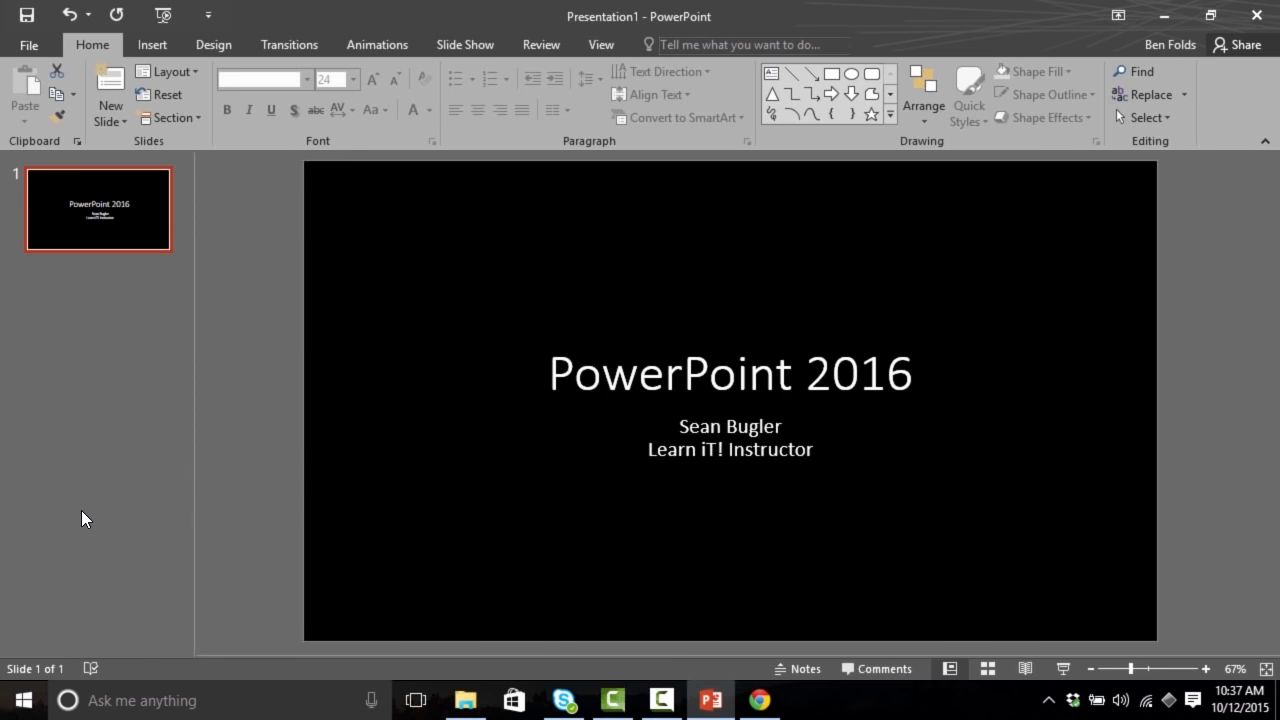 Presentation1 - PowerPoint
File Home Insert Design Transitions Animations Slide Show Review View Tell me what you want to do... Ben Folds Share
Paste
New Slide
Layout
Reset
Section
24
B I U S abc AV Aa A
Text Direction
Align Text
Convert to SmartArt
Arrange
Quick Styles
Shape Fill
Shape Outline
Shape Effects
Find
Replace
Select
Clipboard Slides Font Paragraph Drawing Editing
1
PowerPoint 2016
Sean Bugler
Learn iT! Instructor
PowerPoint 2016
Sean Bugler
Learn iT! Instructor
Slide 1 of 1 Notes Comments 67%
Ask me anything
10:37 AM
10/12/2015